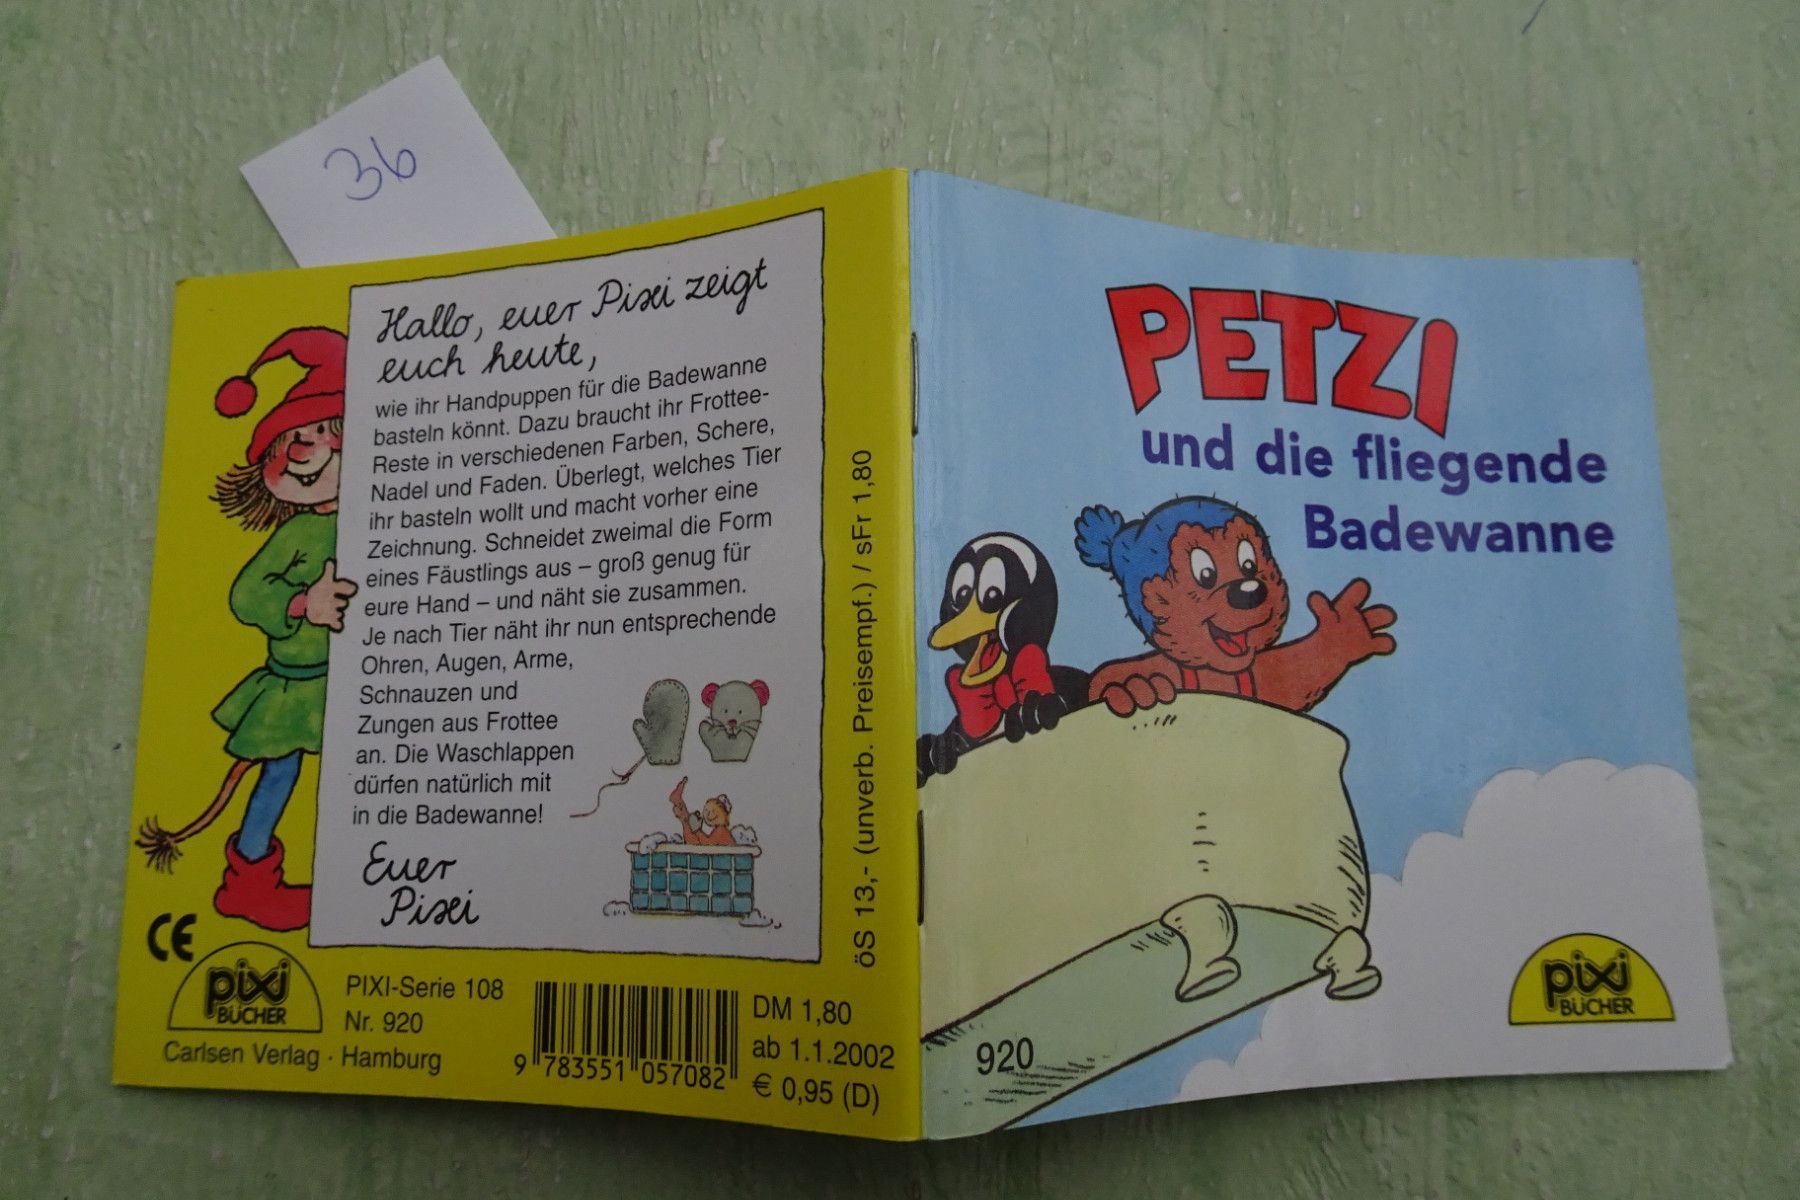 36
Hallo, euer Pixi zeigt
euch heute,
wie ihr Handpuppen für die Badewanne
basteln könnt. Dazu braucht ihr Frottee-
Reste in verschiedenen Farben, Schere,
Nadel und Faden. Überlegt, welches Tier
ihr basteln wollt und macht vorher eine
Zeichnung. Schneidet zweimal die Form
eines Fäustlings aus – groß genug für
eure Hand – und näht sie zusammen.
Je nach Tier näht ihr nun entsprechende
Ohren, Augen, Arme,
Schnauzen und
Zungen aus Frottee
an. Die Waschlappen
dürfen natürlich mit
in die Badewanne!
Euer
Pixi
CE
pixi
BÜCHER
PIXI-Serie 108
Nr. 920
Carlsen Verlag · Hamburg
9 783551 057082
DM 1,80
ab 1.1.2002
€ 0,95 (D)
öS 13,- (unverb. Preisempf.) / sFr 1,80
PETZI
und die fliegende
Badewanne
920
pixi
BÜCHER